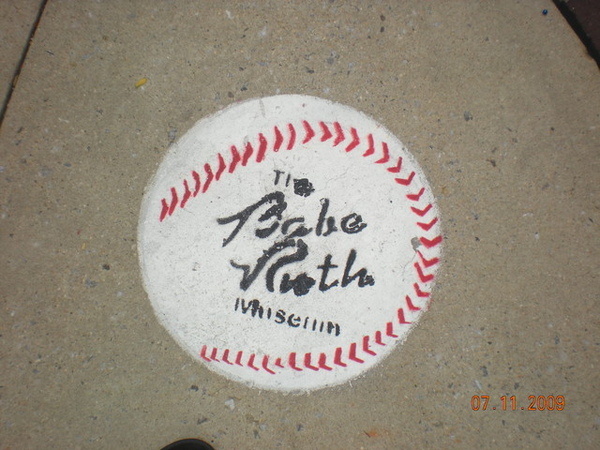 The
Babe
Ruth
Museum
07.11.2009